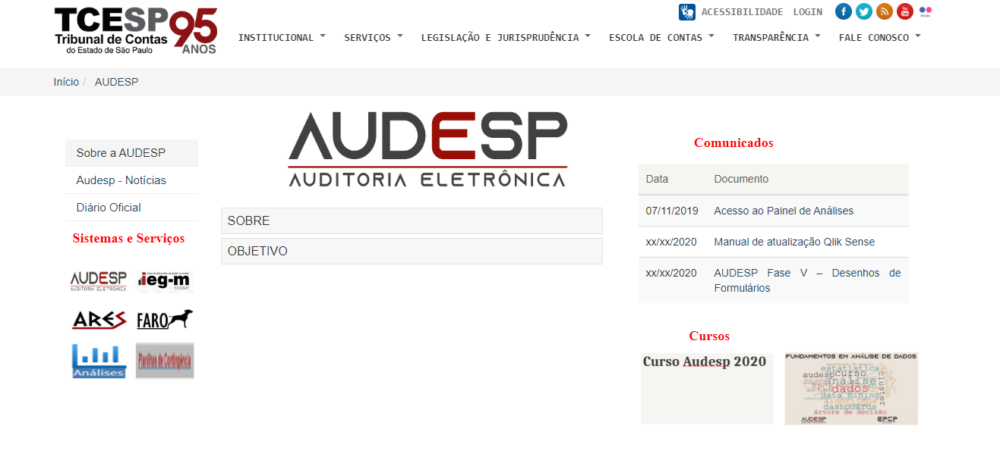 TCESP 95
Tribunal de Contas
do Estado de São Paulo
ANOS
ACESSIBILIDADE LOGIN
INSTITUCIONAL SERVIÇOS LEGISLAÇÃO E JURISPRUDÊNCIA ESCOLA DE CONTAS TRANSPARÊNCIA FALE CONOSCO
Início / AUDESP
Sobre a AUDESP
Audesp - Notícias
Diário Oficial
Sistemas e Serviços
AUDESP
AUDITORIA ELETRÔNICA
ieg-m
TCESP
ARES
FARO
Análises
Planilhas de Contingência
AUDESP
AUDITORIA ELETRÔNICA
SOBRE
OBJETIVO
Comunicados
Data Documento
07/11/2019 Acesso ao Painel de Análises
xx/xx/2020 Manual de atualização Qlik Sense
xx/xx/2020 AUDESP Fase V – Desenhos de
Formulários
Cursos
Curso Audesp 2020
FUNDAMENTOS EM ANÁLISE DE DADOS
estatística
audesp curso
análise
cluster
dados
data mining
algoritmos
dashboards
árvore de decisão
AUDESP EPCP